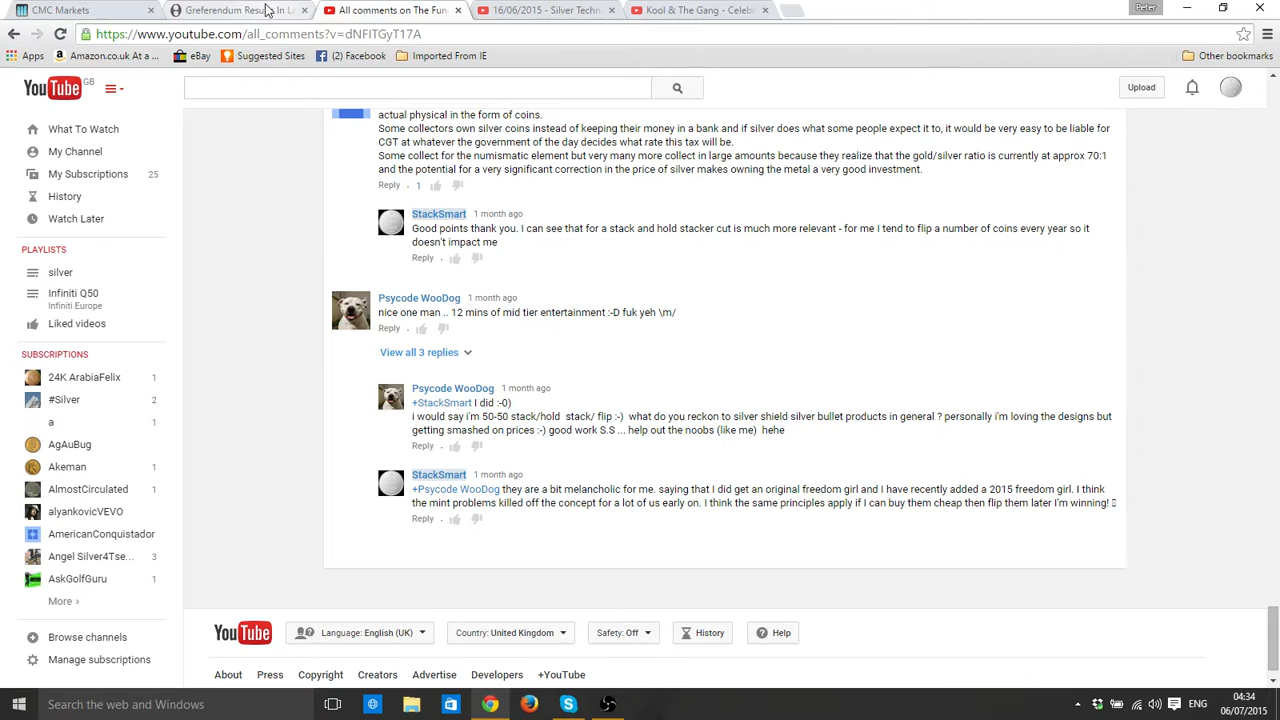 CMC Markets
Greferendum Resu In L
All comments on The Fun
16/06/2015 - Silver Techn
Kool & The Gang - Celebr
Peter
https://www.youtube.com/all_comments?v=dNFITGyT17A
Apps
Amazon.co.uk At a ...
eBay
Suggested Sites
(2) Facebook
Imported From IE
Other bookmarks
YouTube GB
Upload
What To Watch
My Channel
My Subscriptions 25
History
Watch Later
PLAYLISTS
silver
Infiniti Q50
Infiniti Europe
Liked videos
SUBSCRIPTIONS
24K ArabiaFelix 1
#Silver 2
a 1
AgAuBug
Akeman 1
AlmostCirculated 1
alyankovicVEVO
AmericanConquistador
Angel Silver4Tse... 3
AskGolfGuru 1
More ›
Browse channels
Manage subscriptions
actual physical in the form of coins.
Some collectors own silver coins instead of keeping their money in a bank and if silver does what some people expect it to, it would be very easy to be liable for
CGT at whatever the government of the day decides what rate this tax will be.
Some collect for the numismatic element but very many more collect in large amounts because they realize that the gold/silver ratio is currently at approx 70:1
and the potential for a very significant correction in the price of silver makes owning the metal a very good investment.
Reply · 1
StackSmart 1 month ago
Good points thank you. I can see that for a stack and hold stacker cut is much more relevant - for me I tend to flip a number of coins every year so it
doesn't impact me
Reply ·
Psycode WooDog 1 month ago
nice one man... 12 mins of mid tier entertainment :-D fuk yeh \m/
Reply ·
View all 3 replies
Psycode WooDog 1 month ago
+StackSmart I did :-0)
i would say i'm 50-50 stack/hold stack/ flip :-) what do you reckon to silver shield silver bullet products in general ? personally i'm loving the designs but
getting smashed on prices :-) good work S.S ... help out the noobs (like me) hehe
Reply ·
StackSmart 1 month ago
+Psycode WooDog they are a bit melancholic for me. saying that I did get an original freedom girl and I have recently added a 2015 freedom girl. I think
the mint problems killed off the concept for a lot of us early on. I think the same principles apply if I can buy them cheap then flip them later I'm winning!
Reply ·
YouTube
Language: English (UK)
Country: United Kingdom
Safety: Off
History
Help
About
Press
Copyright
Creators
Advertise
Developers
+YouTube
Search the web and Windows
ENG
04:34
06/07/2015